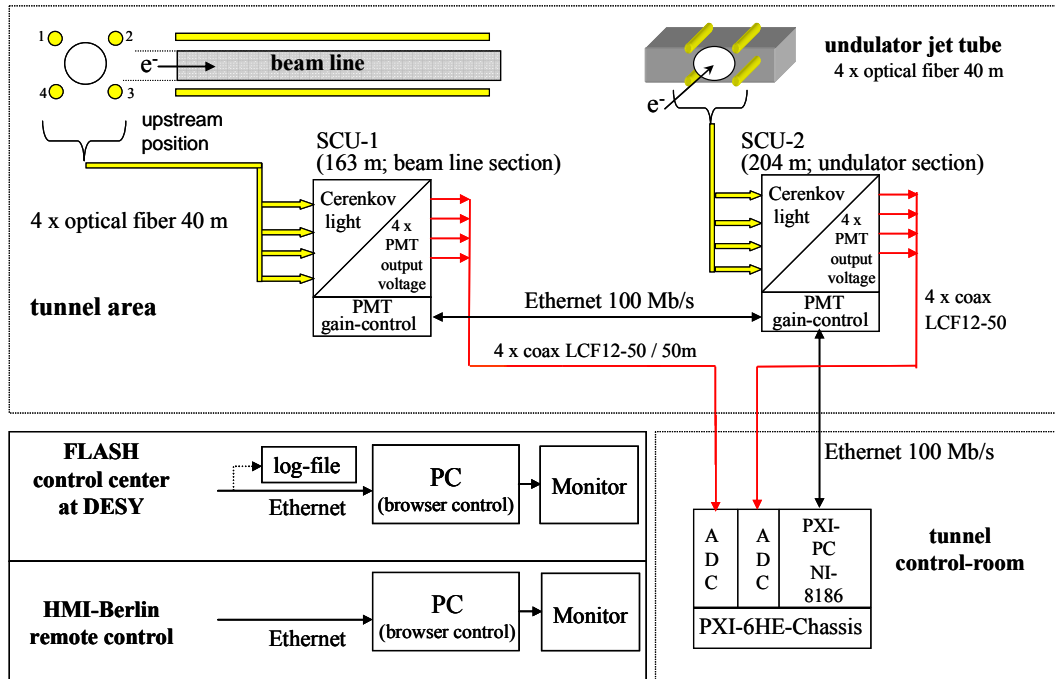 1
2
4
3
e-
beam line
upstream
position
undulator jet tube
4 x optical fiber 40 m
e-
SCU-1
(163 m; beam line section)
SCU-2
(204 m; undulator section)
4 x optical fiber 40 m
Cerenkov
light
4 x
PMT
output
voltage
PMT
gain-control
Cerenkov
light
4 x
PMT
output
voltage
PMT
gain-control
tunnel area
Ethernet 100 Mb/s
4 x coax
LCF12-50
4 x coax LCF12-50 / 50m
FLASH
control center
at DESY
log-file
Ethernet
PC
(browser control)
Monitor
HMI-Berlin
remote control
Ethernet
PC
(browser control)
Monitor
Ethernet 100 Mb/s
A
D
C
A
D
C
PXI-
PC
NI-
8186
PXI-6HE-Chassis
tunnel
control-room